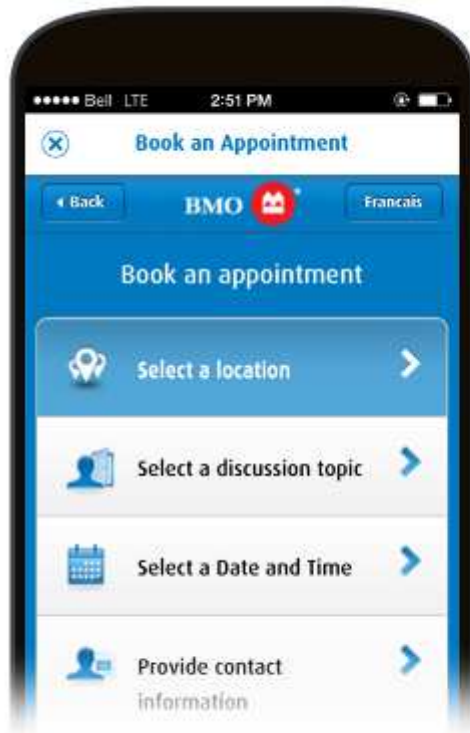 Bell LTE 2:51 PM
Book an Appointment
Back BMO Francais
Book an appointment
Select a location
Select a discussion topic
Select a Date and Time
Provide contact
information